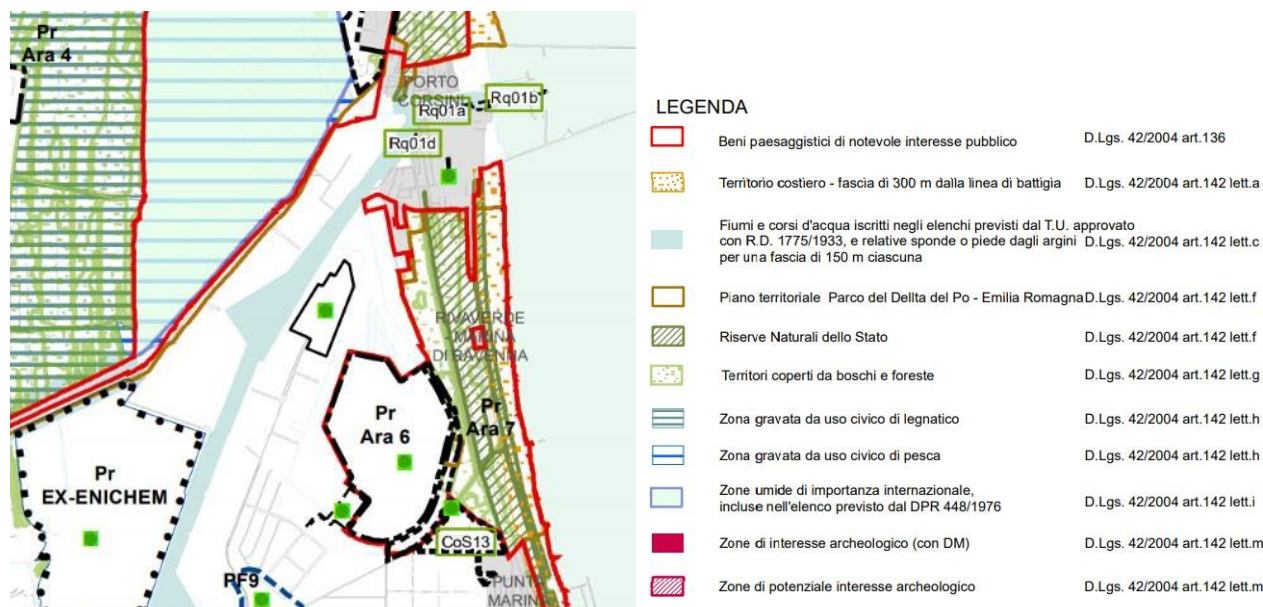 Pr
Ara 4
PORTO
CORSINI
Rq01a
Rq01b
Rq01d
RIVAVERDE
- MARINA
DI RAVENNA
Pr
Ara 6
Pr
Ara 7
Pr
EX-ENICHEM
CoS13
PF9
PUNTA
MARINA
LEGENDA
Beni paesaggistici di notevole interesse pubblico D.Lgs. 42/2004 art.136
Territorio costiero - fascia di 300 m dalla linea di battigia D.Lgs. 42/2004 art.142 lett.a
Fiumi e corsi d'acqua iscritti negli elenchi previsti dal T.U. approvato
con R.D. 1775/1933, e relative sponde o piede dagli argini D.Lgs. 42/2004 art.142 lett.c
per una fascia di 150 m ciascuna
Piano territoriale Parco del Dellta del Po - Emilia Romagna D.Lgs. 42/2004 art.142 lett.f
Riserve Naturali dello Stato D.Lgs. 42/2004 art.142 lett.f
Territori coperti da boschi e foreste D.Lgs. 42/2004 art.142 lett.g
Zona gravata da uso civico di legnatico D.Lgs. 42/2004 art.142 lett.h
Zona gravata da uso civico di pesca D.Lgs. 42/2004 art.142 lett.h
Zone umide di importanza internazionale,
incluse nell'elenco previsto dal DPR 448/1976 D.Lgs. 42/2004 art.142 lett.i
Zone di interesse archeologico (con DM) D.Lgs. 42/2004 art.142 lett.m
Zone di potenziale interesse archeologico D.Lgs. 42/2004 art.142 lett.m